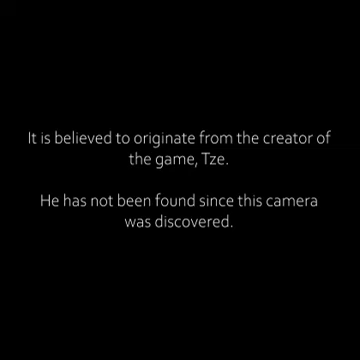 It is believed to originate from the creator of
the game, Tze.
He has not been found since this camera
was discovered.